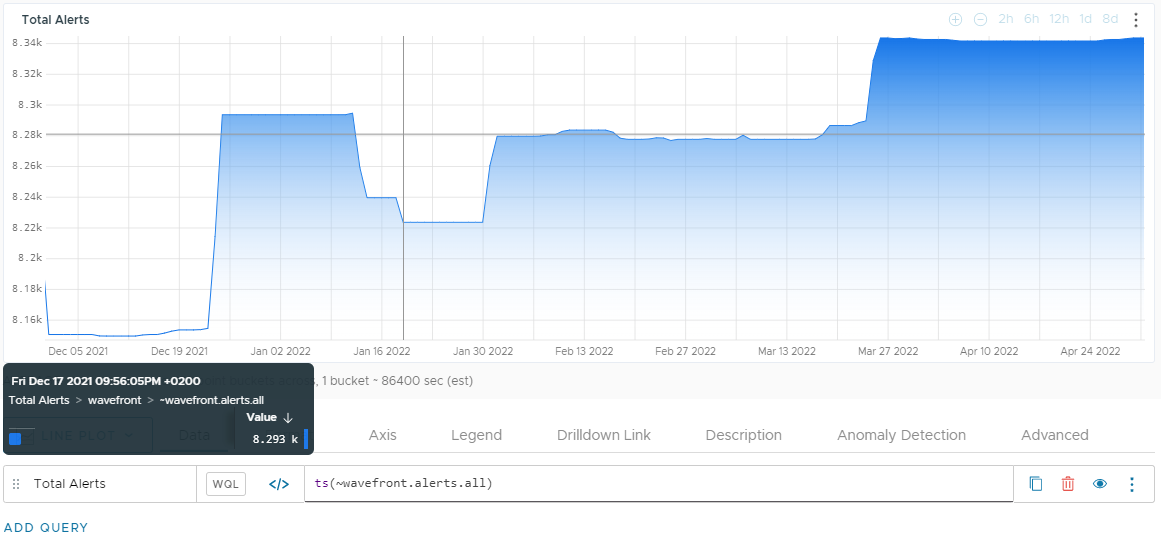 Total Alerts
2h 6h 12h 1d 8d
8.34k
8.32k
8.3k
8.28k
8.26k
8.24k
8.22k
8.2k
8.18k
8.16k
Dec 05 2021 Dec 19 2021 Jan 02 2022 Jan 16 2022 Jan 30 2022 Feb 13 2022 Feb 27 2022 Mar 13 2022 Mar 27 2022 Apr 10 2022 Apr 24 2022
Fri Dec 17 2021 09:56:05PM +0200
, 1 bucket ~ 86400 sec (est)
Total Alerts > wavefront > ~wavefront.alerts.all
Value ↓
8.293 k
LINE PLOT Data Axis Legend Drilldown Link Description Anomaly Detection Advanced
Total Alerts WQL </> ts(~wavefront.alerts.all)
ADD QUERY